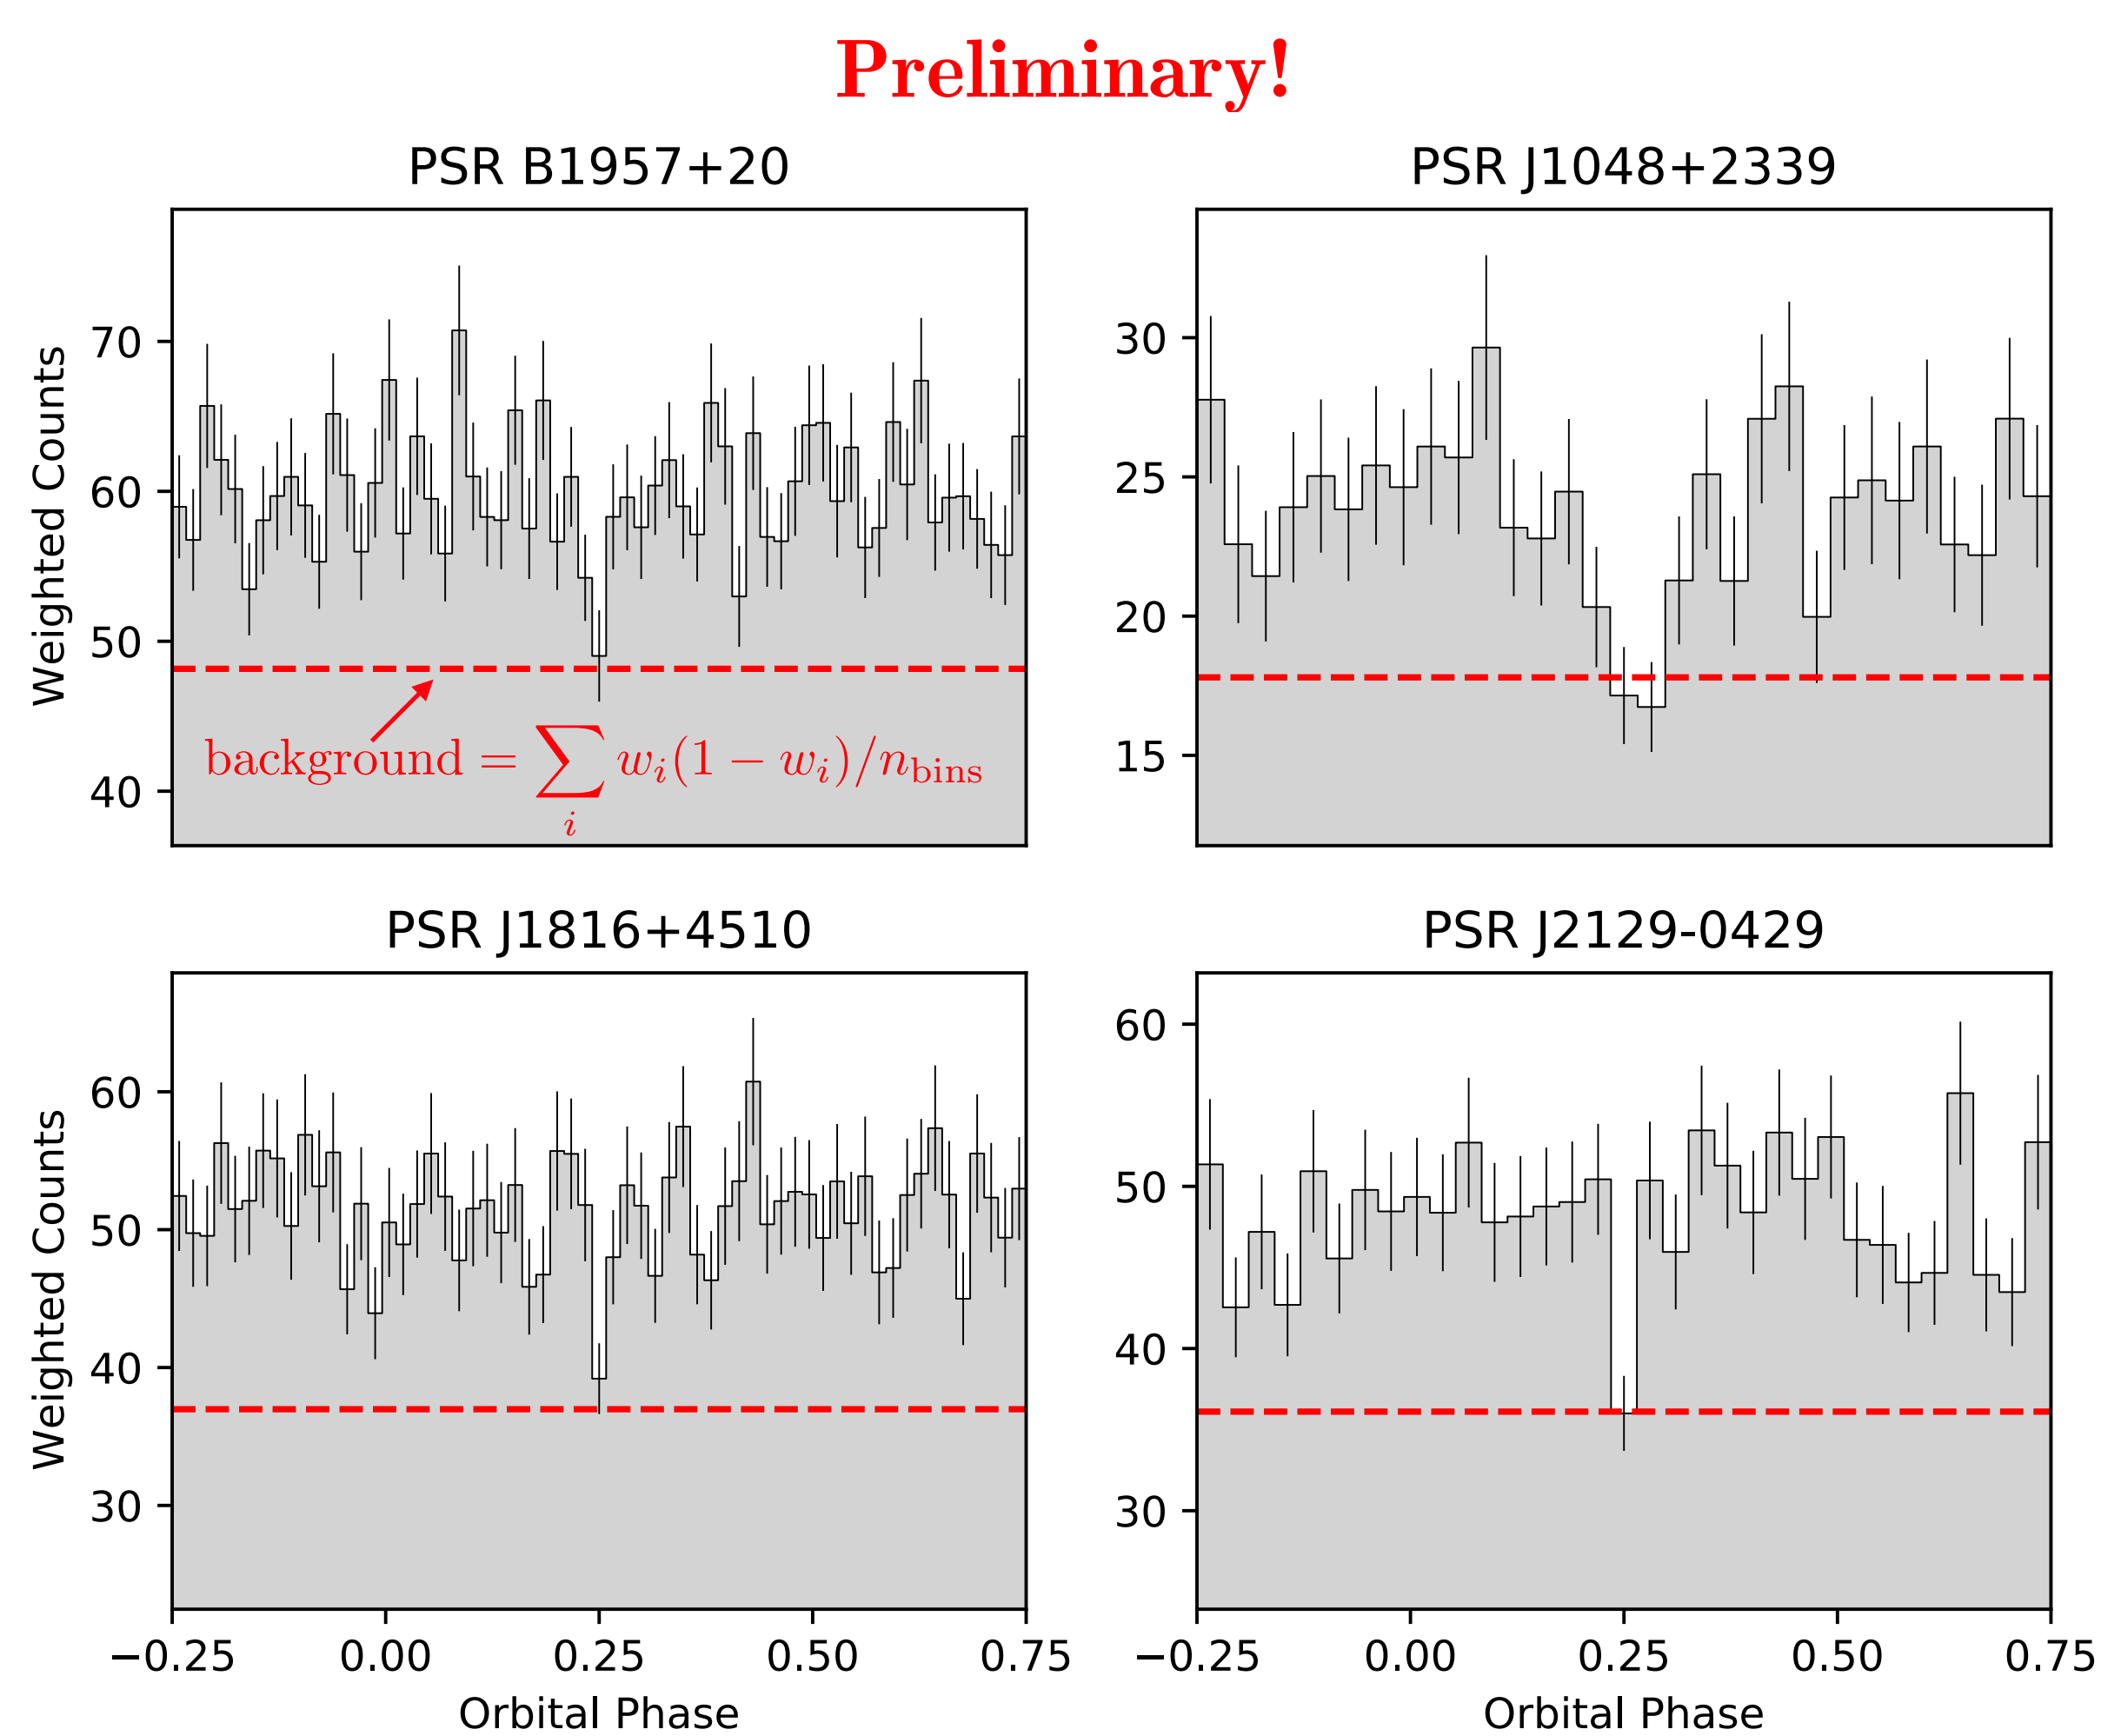 Preliminary!
PSR B1957+20
PSR J1048+2339
Weighted Counts
70
60
50
40
background = ∑ᵢ wᵢ(1 − wᵢ)/n_bins
30
25
20
15
PSR J1816+4510
PSR J2129-0429
Weighted Counts
60
50
40
30
−0.25 0.00 0.25 0.50 0.75
Orbital Phase
60
50
40
30
−0.25 0.00 0.25 0.50 0.75
Orbital Phase